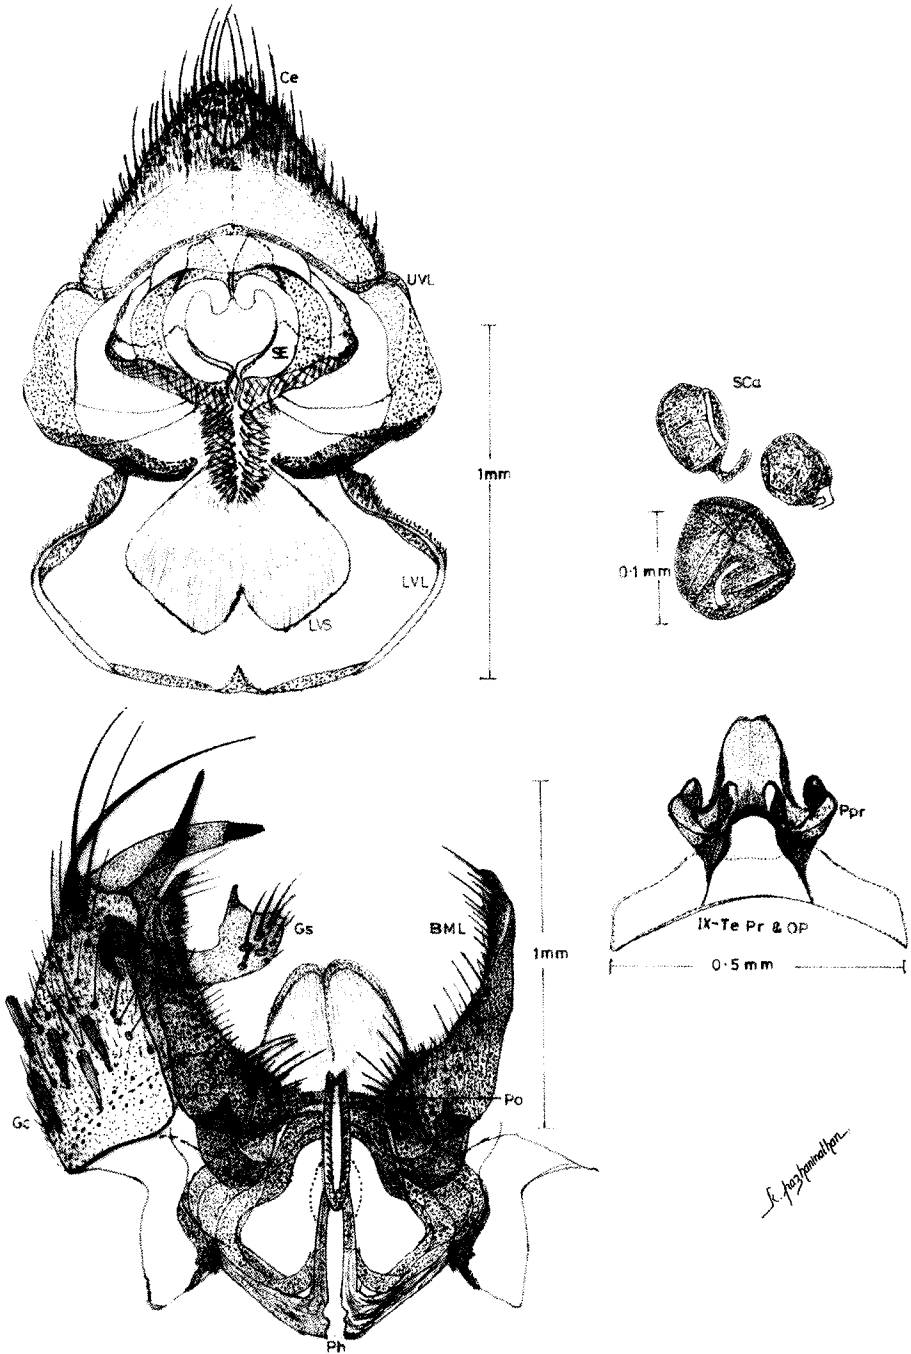 Ce
UVL
SE
SCa
1mm
0·1 mm
LVL
LVS
Ppr
Gs
BML
1mm
IX-Te Pr & OP
0·5 mm
Gc
Po
Ph